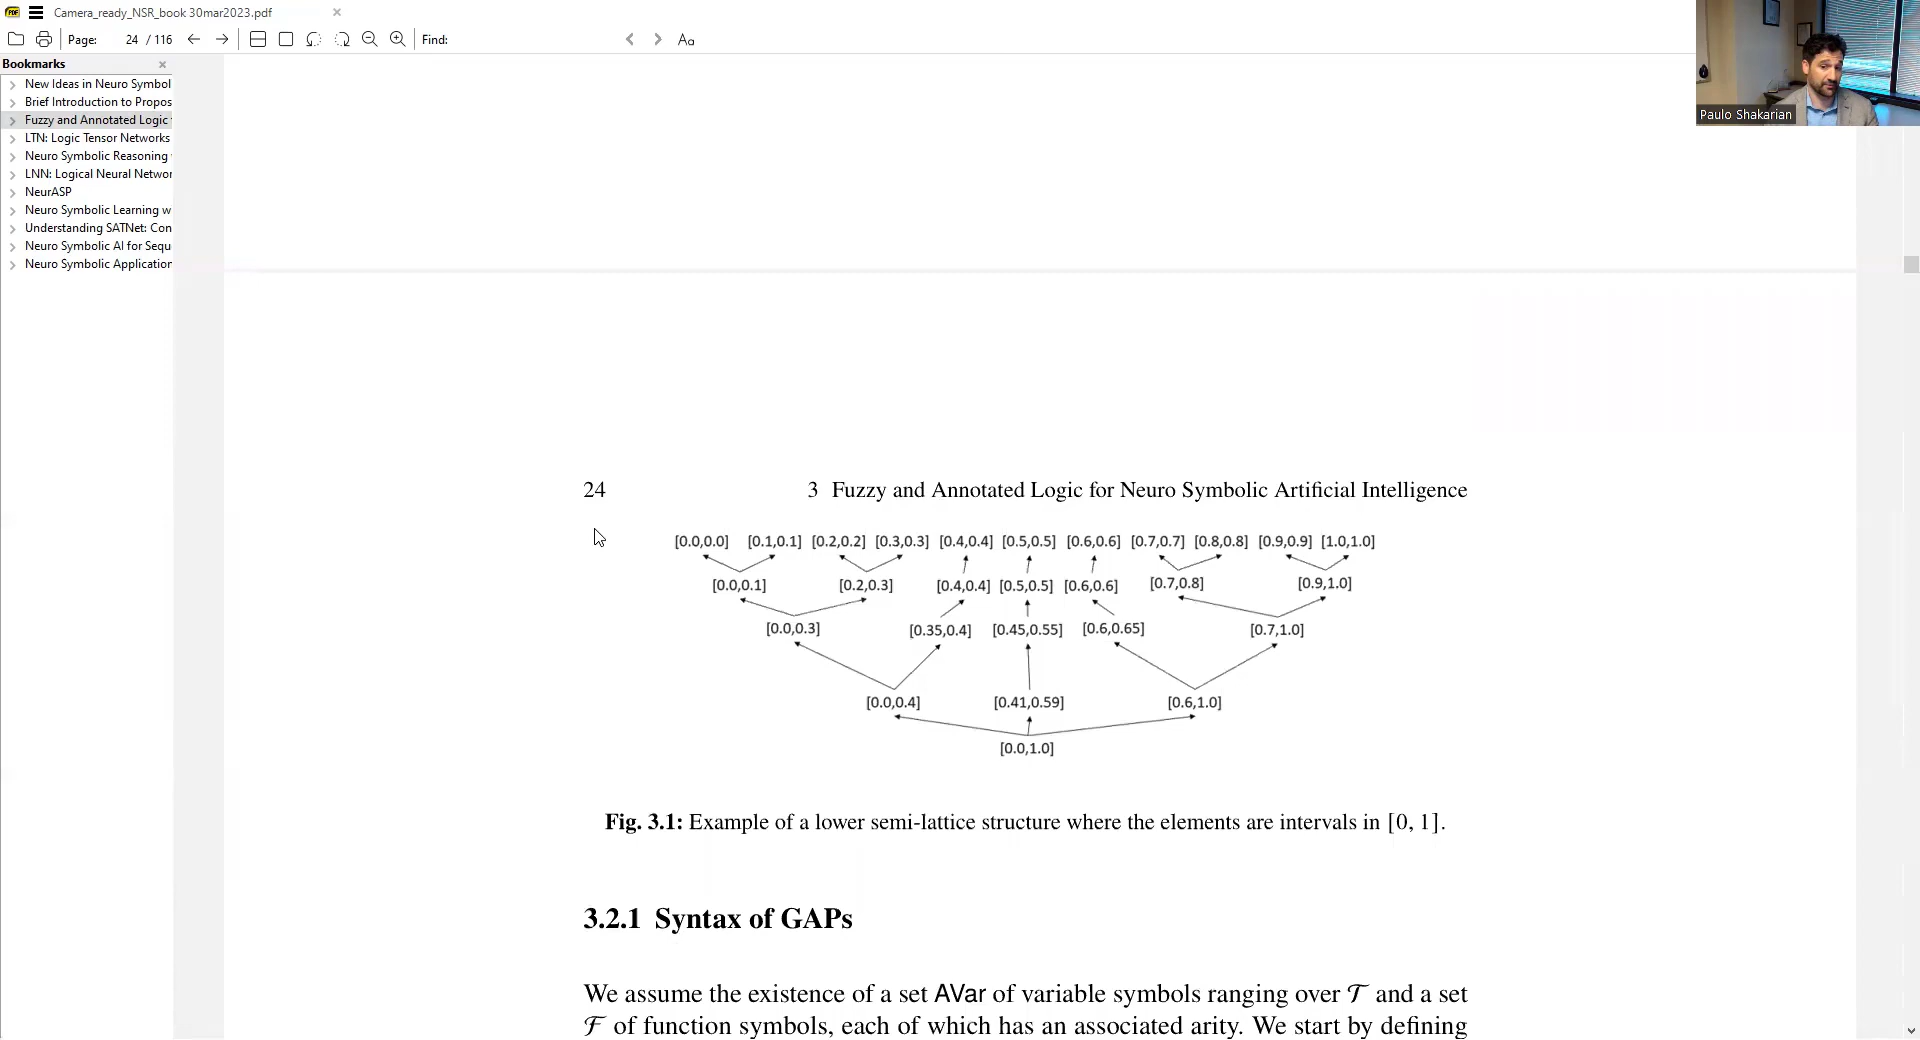 Camera_ready_NSR_book 30mar2023.pdf
Page: 24 / 116 Find: Aa
Paulo Shakarian
Bookmarks
New Ideas in Neuro Symbol
Brief Introduction to Propos
Fuzzy and Annotated Logic
LTN: Logic Tensor Networks
Neuro Symbolic Reasoning
LNN: Logical Neural Networ
NeurASP
Neuro Symbolic Learning w
Understanding SATNet: Con
Neuro Symbolic AI for Sequ
Neuro Symbolic Application
24 3 Fuzzy and Annotated Logic for Neuro Symbolic Artificial Intelligence
[0.0,0.0] [0.1,0.1] [0.2,0.2] [0.3,0.3] [0.4,0.4] [0.5,0.5] [0.6,0.6] [0.7,0.7] [0.8,0.8] [0.9,0.9] [1.0,1.0]
[0.0,0.1] [0.2,0.3] [0.4,0.4] [0.5,0.5] [0.6,0.6] [0.7,0.8] [0.9,1.0]
[0.0,0.3] [0.35,0.4] [0.45,0.55] [0.6,0.65] [0.7,1.0]
[0.0,0.4] [0.41,0.59] [0.6,1.0]
[0.0,1.0]
Fig. 3.1: Example of a lower semi-lattice structure where the elements are intervals in [0, 1].
3.2.1 Syntax of GAPs
We assume the existence of a set AVar of variable symbols ranging over 𝒯 and a set
ℱ of function symbols, each of which has an associated arity. We start by defining